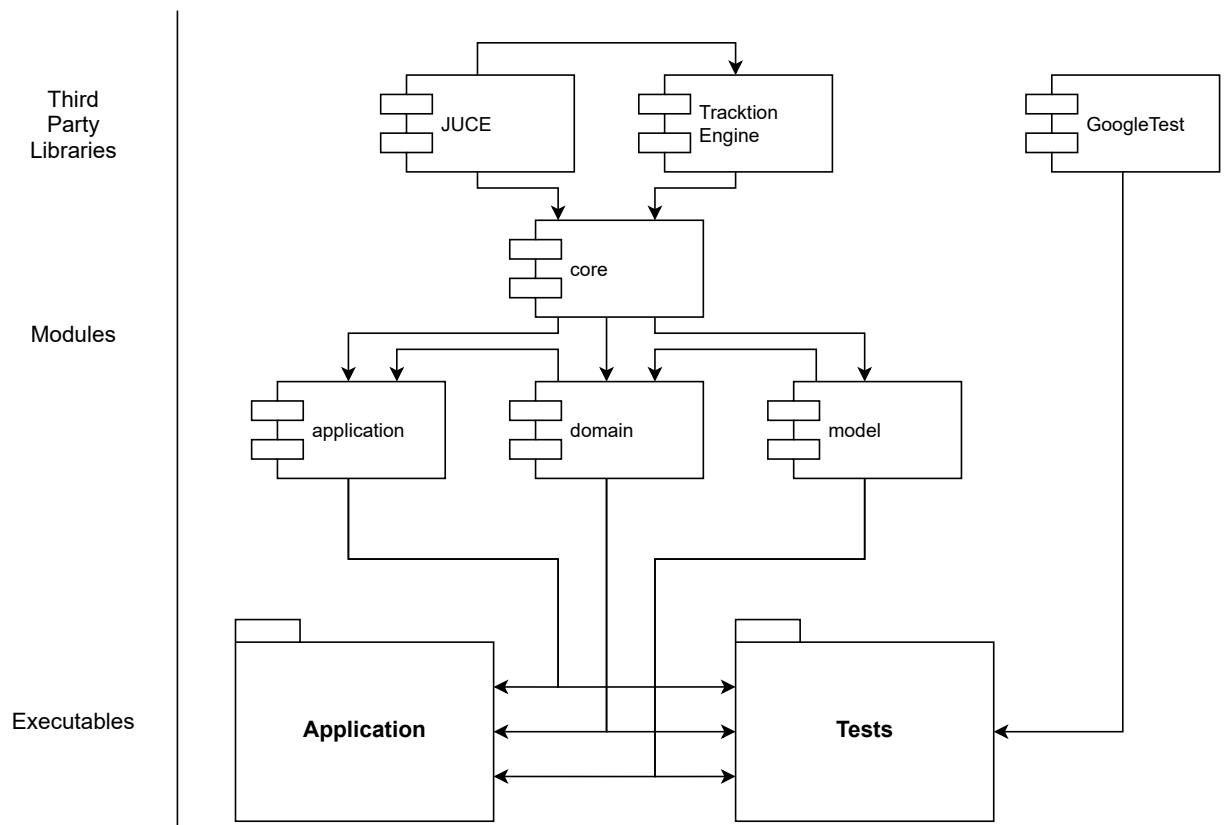 Third
Party
Libraries
JUCE
Tracktion
Engine
GoogleTest
Modules
core
application
domain
model
Executables
Application
Tests